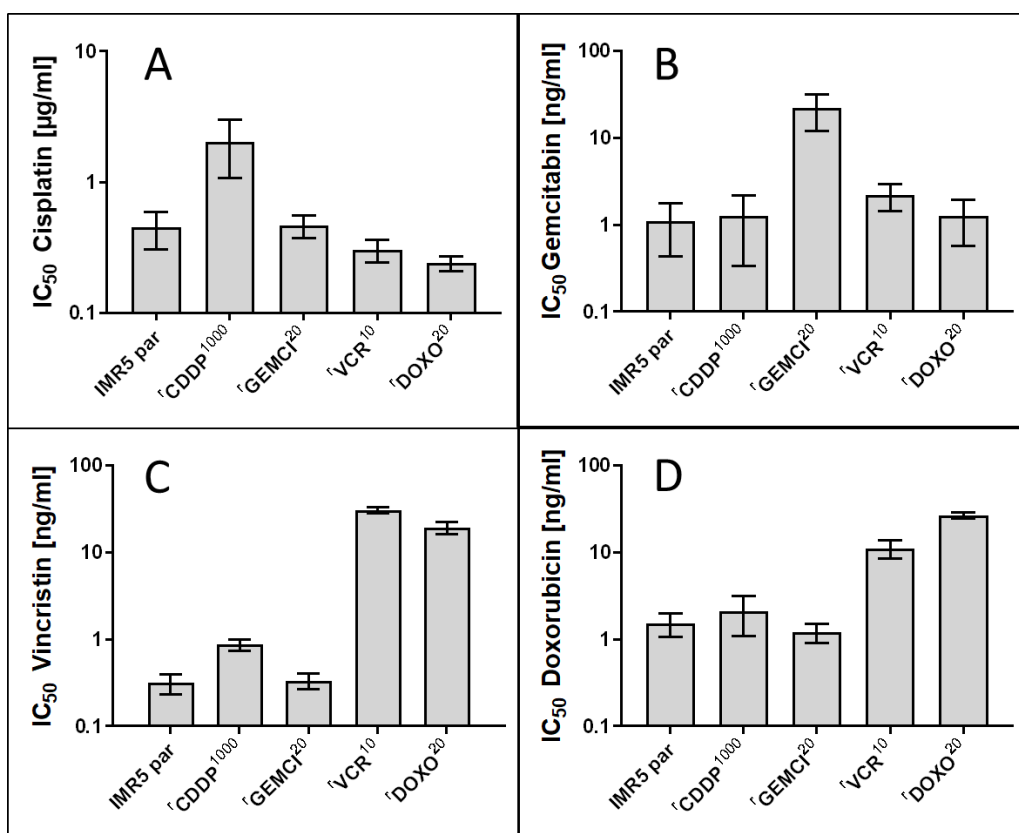 A
IC₅₀ Cisplatin [µg/ml]
10
1
0.1
IMR5 par
ʳCDDP¹⁰⁰⁰
ʳGEMCI²⁰
ʳVCR¹⁰
ʳDOXO²⁰
B
IC₅₀ Gemcitabin [ng/ml]
100
10
1
0.1
IMR5 par
ʳCDDP¹⁰⁰⁰
ʳGEMCI²⁰
ʳVCR¹⁰
ʳDOXO²⁰
C
IC₅₀ Vincristin [ng/ml]
100
10
1
0.1
IMR5 par
ʳCDDP¹⁰⁰⁰
ʳGEMCI²⁰
ʳVCR¹⁰
ʳDOXO²⁰
D
IC₅₀ Doxorubicin [ng/ml]
100
10
1
0.1
IMR5 par
ʳCDDP¹⁰⁰⁰
ʳGEMCI²⁰
ʳVCR¹⁰
ʳDOXO²⁰